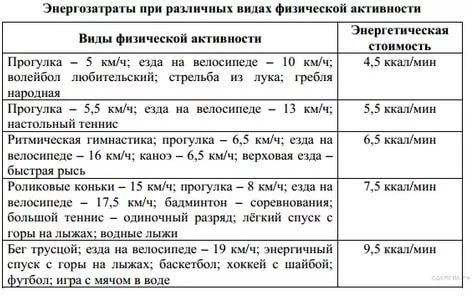 Энергозатраты при различных видах физической активности
Виды физической активности
Энергетическая
стоимость
Прогулка – 5 км/ч; езда на велосипеде – 10 км/ч;
волейбол любительский; стрельба из лука; гребля
народная
4,5 ккал/мин
Прогулка – 5,5 км/ч; езда на велосипеде – 13 км/ч;
настольный теннис
5,5 ккал/мин
Ритмическая гимнастика; прогулка – 6,5 км/ч; езда на
велосипеде – 16 км/ч; каноэ – 6,5 км/ч; верховая езда –
быстрая рысь
6,5 ккал/мин
Роликовые коньки – 15 км/ч; прогулка – 8 км/ч; езда на
велосипеде – 17,5 км/ч; бадминтон – соревнования;
большой теннис – одиночный разряд; лёгкий спуск с
горы на лыжах; водные лыжи
7,5 ккал/мин
Бег трусцой; езда на велосипеде – 19 км/ч; энергичный
спуск с горы на лыжах; баскетбол; хоккей с шайбой;
футбол; игра с мячом в воде
9,5 ккал/мин